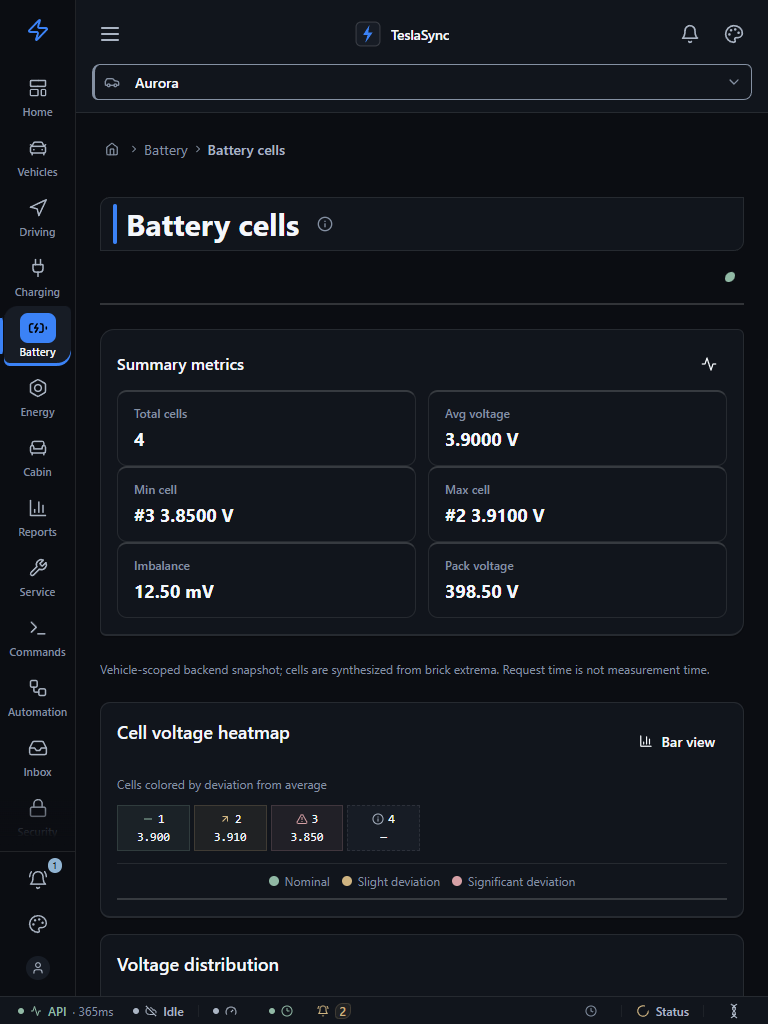 TeslaSync
Aurora
Home
Vehicles
Driving
Charging
Battery
Energy
Cabin
Reports
Service
Commands
Automation
Inbox
Security
1
Battery
Battery cells
Battery cells
Summary metrics
Total cells
4
Avg voltage
3.9000 V
Min cell
#3 3.8500 V
Max cell
#2 3.9100 V
Imbalance
12.50 mV
Pack voltage
398.50 V
Vehicle-scoped backend snapshot; cells are synthesized from brick extrema. Request time is not measurement time.
Cell voltage heatmap
Bar view
Cells colored by deviation from average
1
3.900
2
3.910
3
3.850
4
—
Nominal
Slight deviation
Significant deviation
Voltage distribution
API · 365ms
Idle
2
Status